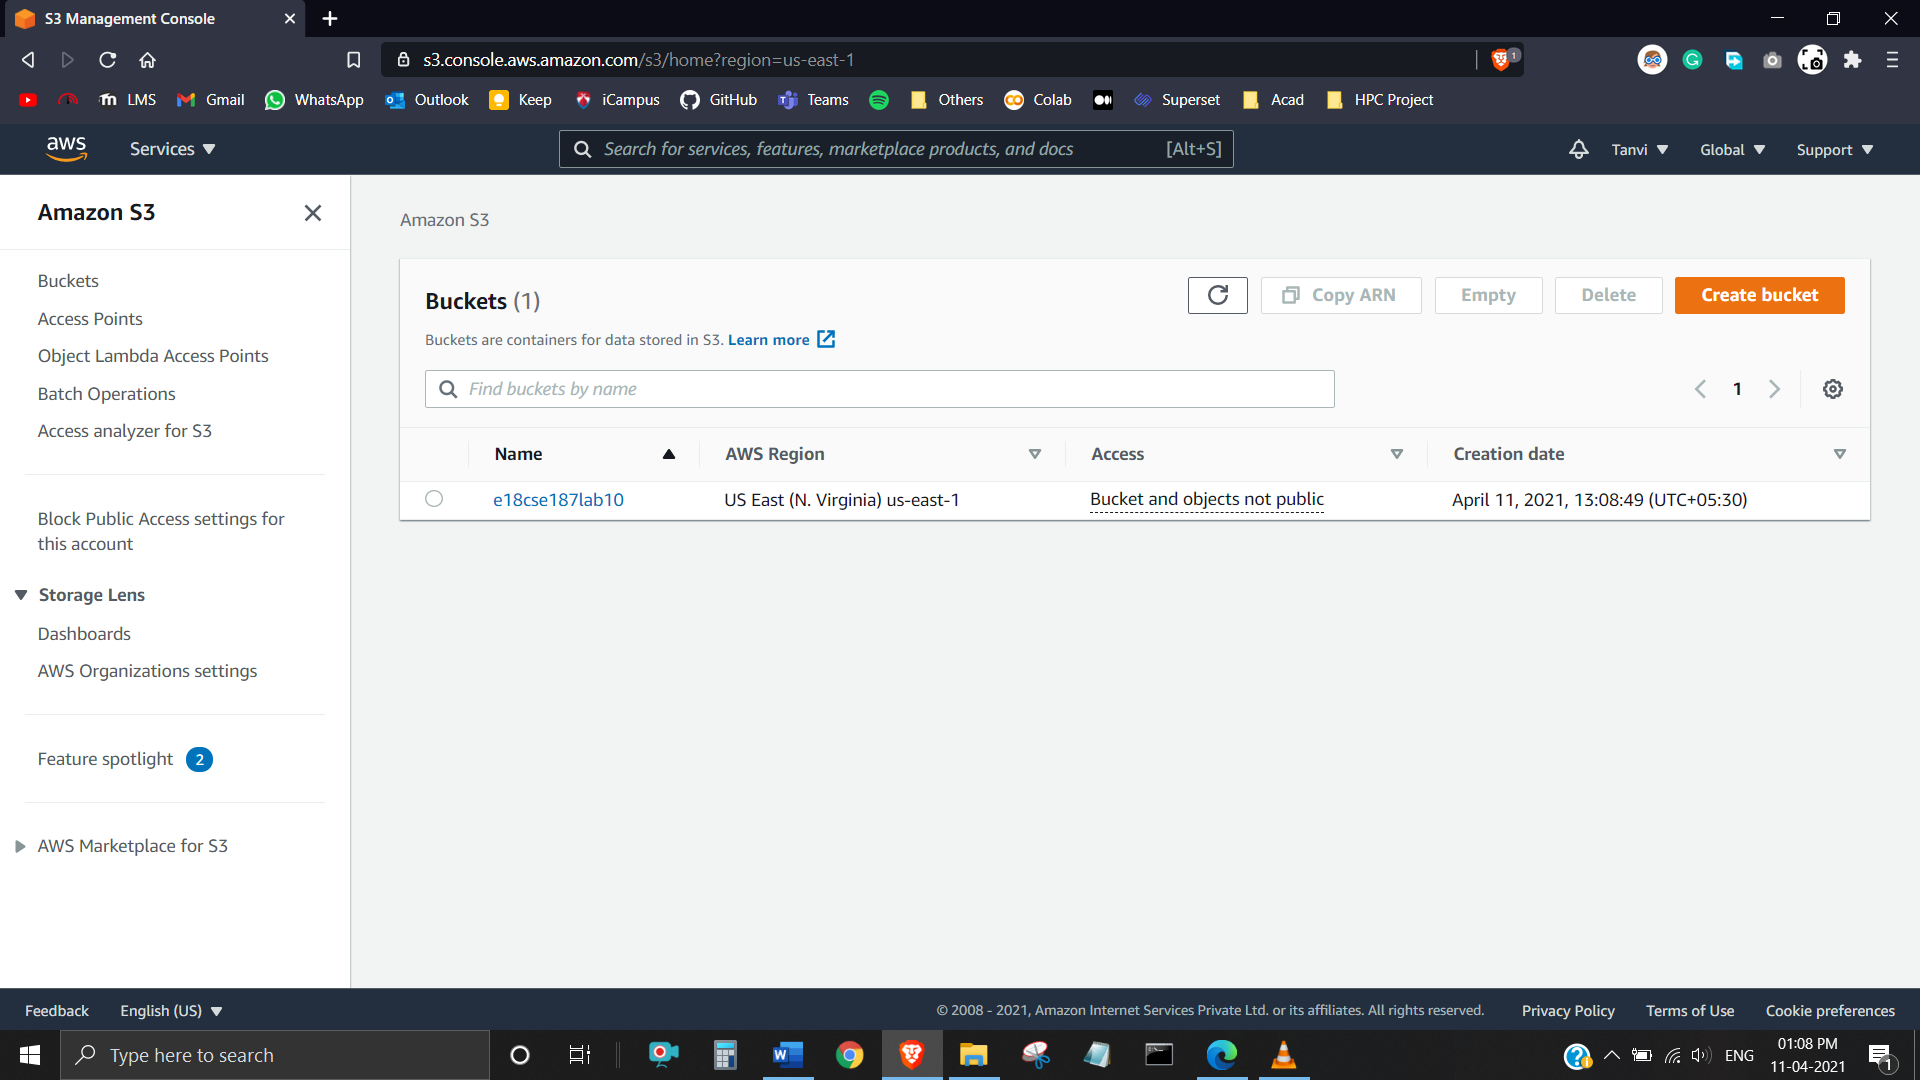 S3 Management Console
s3.console.aws.amazon.com/s3/home?region=us-east-1
1
LMS Gmail WhatsApp Outlook Keep iCampus GitHub Teams Others Colab Superset Acad HPC Project
aws Services Search for services, features, marketplace products, and docs [Alt+S] Tanvi Global Support
Amazon S3
Buckets
Access Points
Object Lambda Access Points
Batch Operations
Access analyzer for S3
Block Public Access settings for
this account
Storage Lens
Dashboards
AWS Organizations settings
Feature spotlight 2
AWS Marketplace for S3
Amazon S3
Buckets (1)
Copy ARN Empty Delete Create bucket
Buckets are containers for data stored in S3. Learn more
Find buckets by name
1
Name AWS Region Access Creation date
e18cse187lab10 US East (N. Virginia) us-east-1 Bucket and objects not public April 11, 2021, 13:08:49 (UTC+05:30)
Feedback English (US) © 2008 - 2021, Amazon Internet Services Private Ltd. or its affiliates. All rights reserved. Privacy Policy Terms of Use Cookie preferences
Type here to search
ENG
01:08 PM
11-04-2021
1